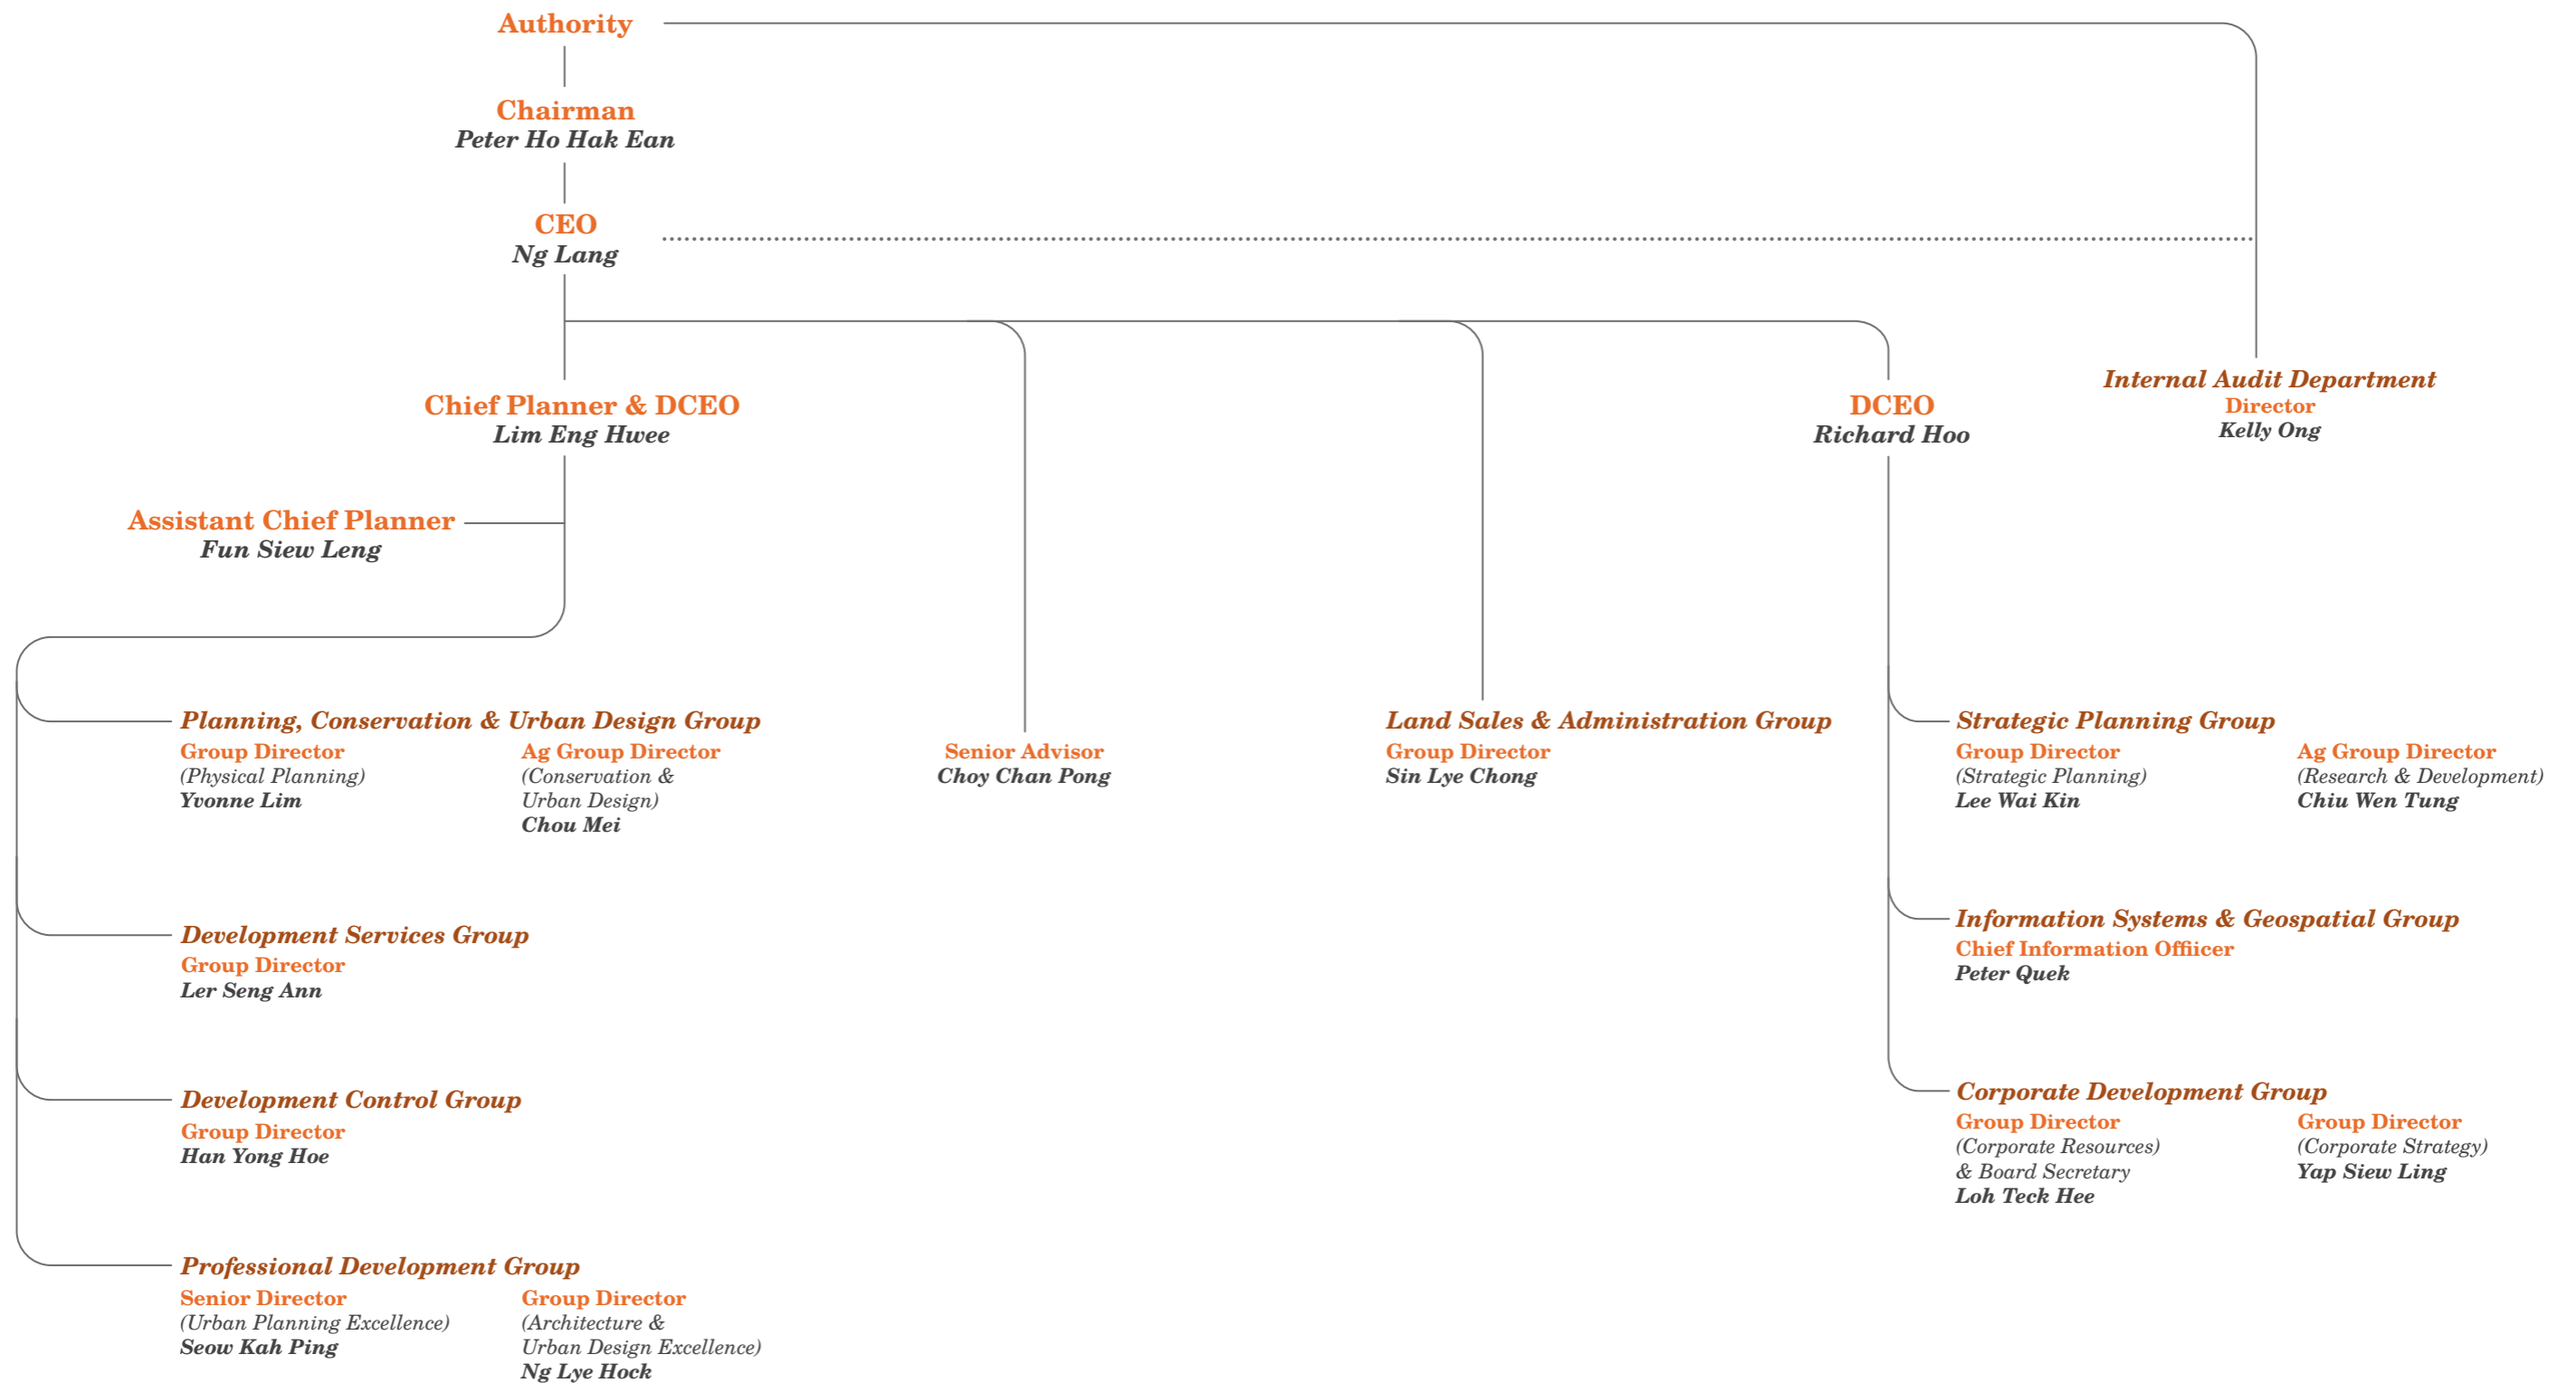 Authority
Chairman
Peter Ho Hak Ean
CEO
Ng Lang
Chief Planner & DCEO
Lim Eng Hwee
DCEO
Richard Hoo
Internal Audit Department
Director
Kelly Ong
Assistant Chief Planner
Fun Siew Leng
Planning, Conservation & Urban Design Group
Group Director
(Physical Planning)
Yvonne Lim
Ag Group Director
(Conservation &
Urban Design)
Chou Mei
Development Services Group
Group Director
Ler Seng Ann
Development Control Group
Group Director
Han Yong Hoe
Professional Development Group
Senior Director
(Urban Planning Excellence)
Seow Kah Ping
Group Director
(Architecture &
Urban Design Excellence)
Ng Lye Hock
Senior Advisor
Choy Chan Pong
Land Sales & Administration Group
Group Director
Sin Lye Chong
Strategic Planning Group
Group Director
(Strategic Planning)
Lee Wai Kin
Ag Group Director
(Research & Development)
Chiu Wen Tung
Information Systems & Geospatial Group
Chief Information Offiicer
Peter Quek
Corporate Development Group
Group Director
(Corporate Resources)
& Board Secretary
Loh Teck Hee
Group Director
(Corporate Strategy)
Yap Siew Ling